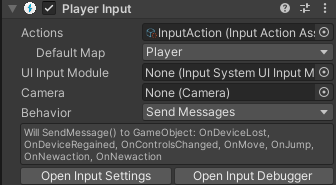 Player Input
Actions InputAction (Input Action Ass
Default Map Player
UI Input Module None (Input System UI Input M
Camera None (Camera)
Behavior Send Messages
Will SendMessage() to GameObject: OnDeviceLost,
OnDeviceRegained, OnControlsChanged, OnMove, OnJump,
OnNewaction, OnNewaction
Open Input Settings Open Input Debugger